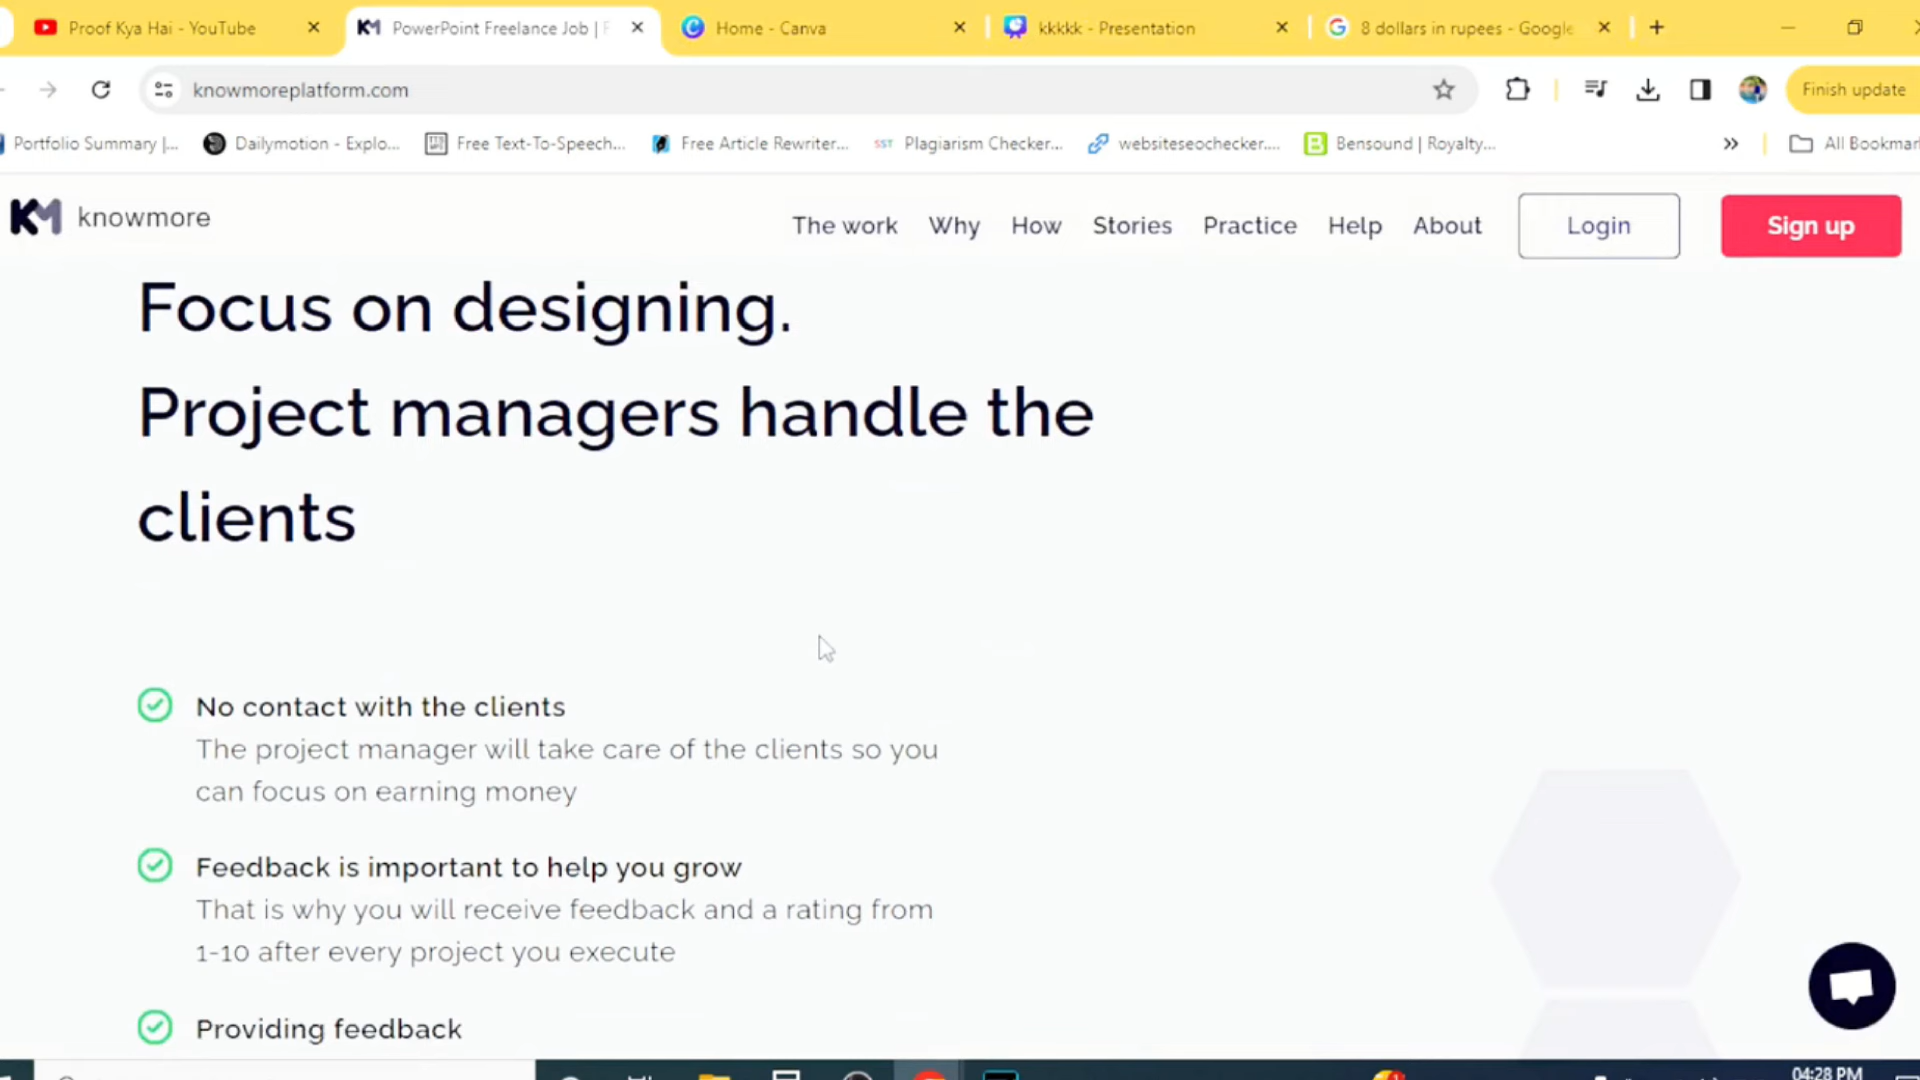 Proof Kya Hai - YouTube
PowerPoint Freelance Job | F
Home - Canva
kkkkk - Presentation
8 dollars in rupees - Google
knowmoreplatform.com
Finish update
Portfolio Summary |...
Dailymotion - Explo...
Free Text-To-Speech...
Free Article Rewriter...
SST
Plagiarism Checker...
websiteseochecker....
Bensound | Royalty...
All Bookmar
KM knowmore
The work
Why
How
Stories
Practice
Help
About
Login
Sign up
Focus on designing.
Project managers handle the
clients
No contact with the clients
The project manager will take care of the clients so you
can focus on earning money
Feedback is important to help you grow
That is why you will receive feedback and a rating from
1-10 after every project you execute
Providing feedback
04:28 PM